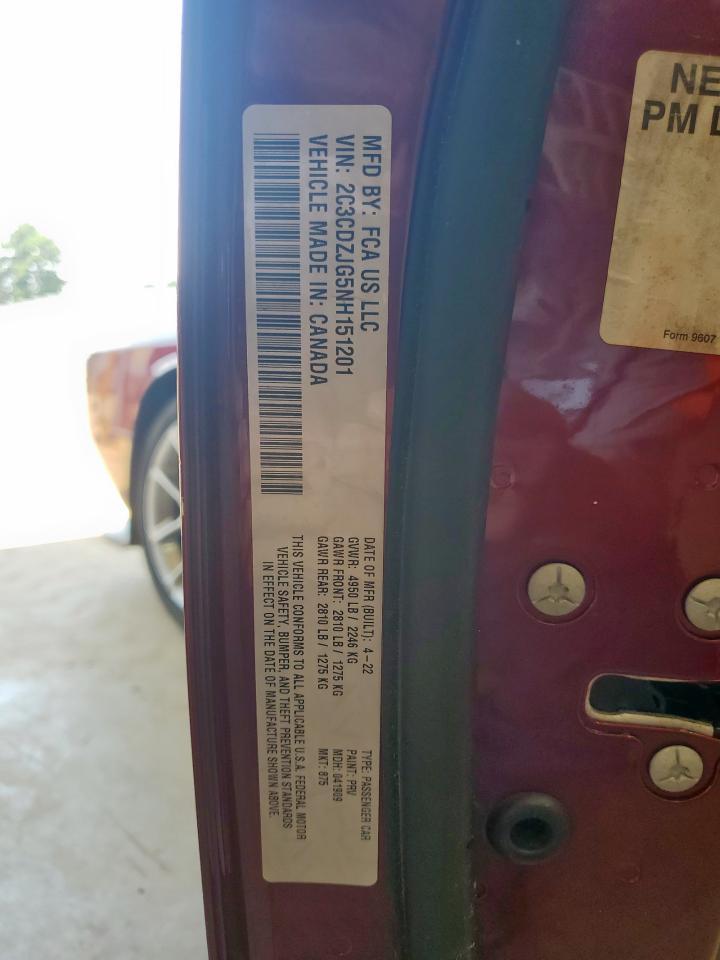 MFD BY: FCA US LLC
VIN: 2C3CDZJG5NH151201
VEHICLE MADE IN: CANADA
DATE OF MFR (BUILT): 4-22
GVWR: 4950 LB / 2246 KG
GAWR FRONT: 2810 LB / 1275 KG
GAWR REAR: 2810 LB / 1275 KG
TYPE: PASSENGER CAR
PAINT: PRV
MDH: 041909
MKT: 875
THIS VEHICLE CONFORMS TO ALL APPLICABLE U.S.A. FEDERAL MOTOR
VEHICLE SAFETY, BUMPER, AND THEFT PREVENTION STANDARDS
IN EFFECT ON THE DATE OF MANUFACTURE SHOWN ABOVE.
NE
PM
Form 9607